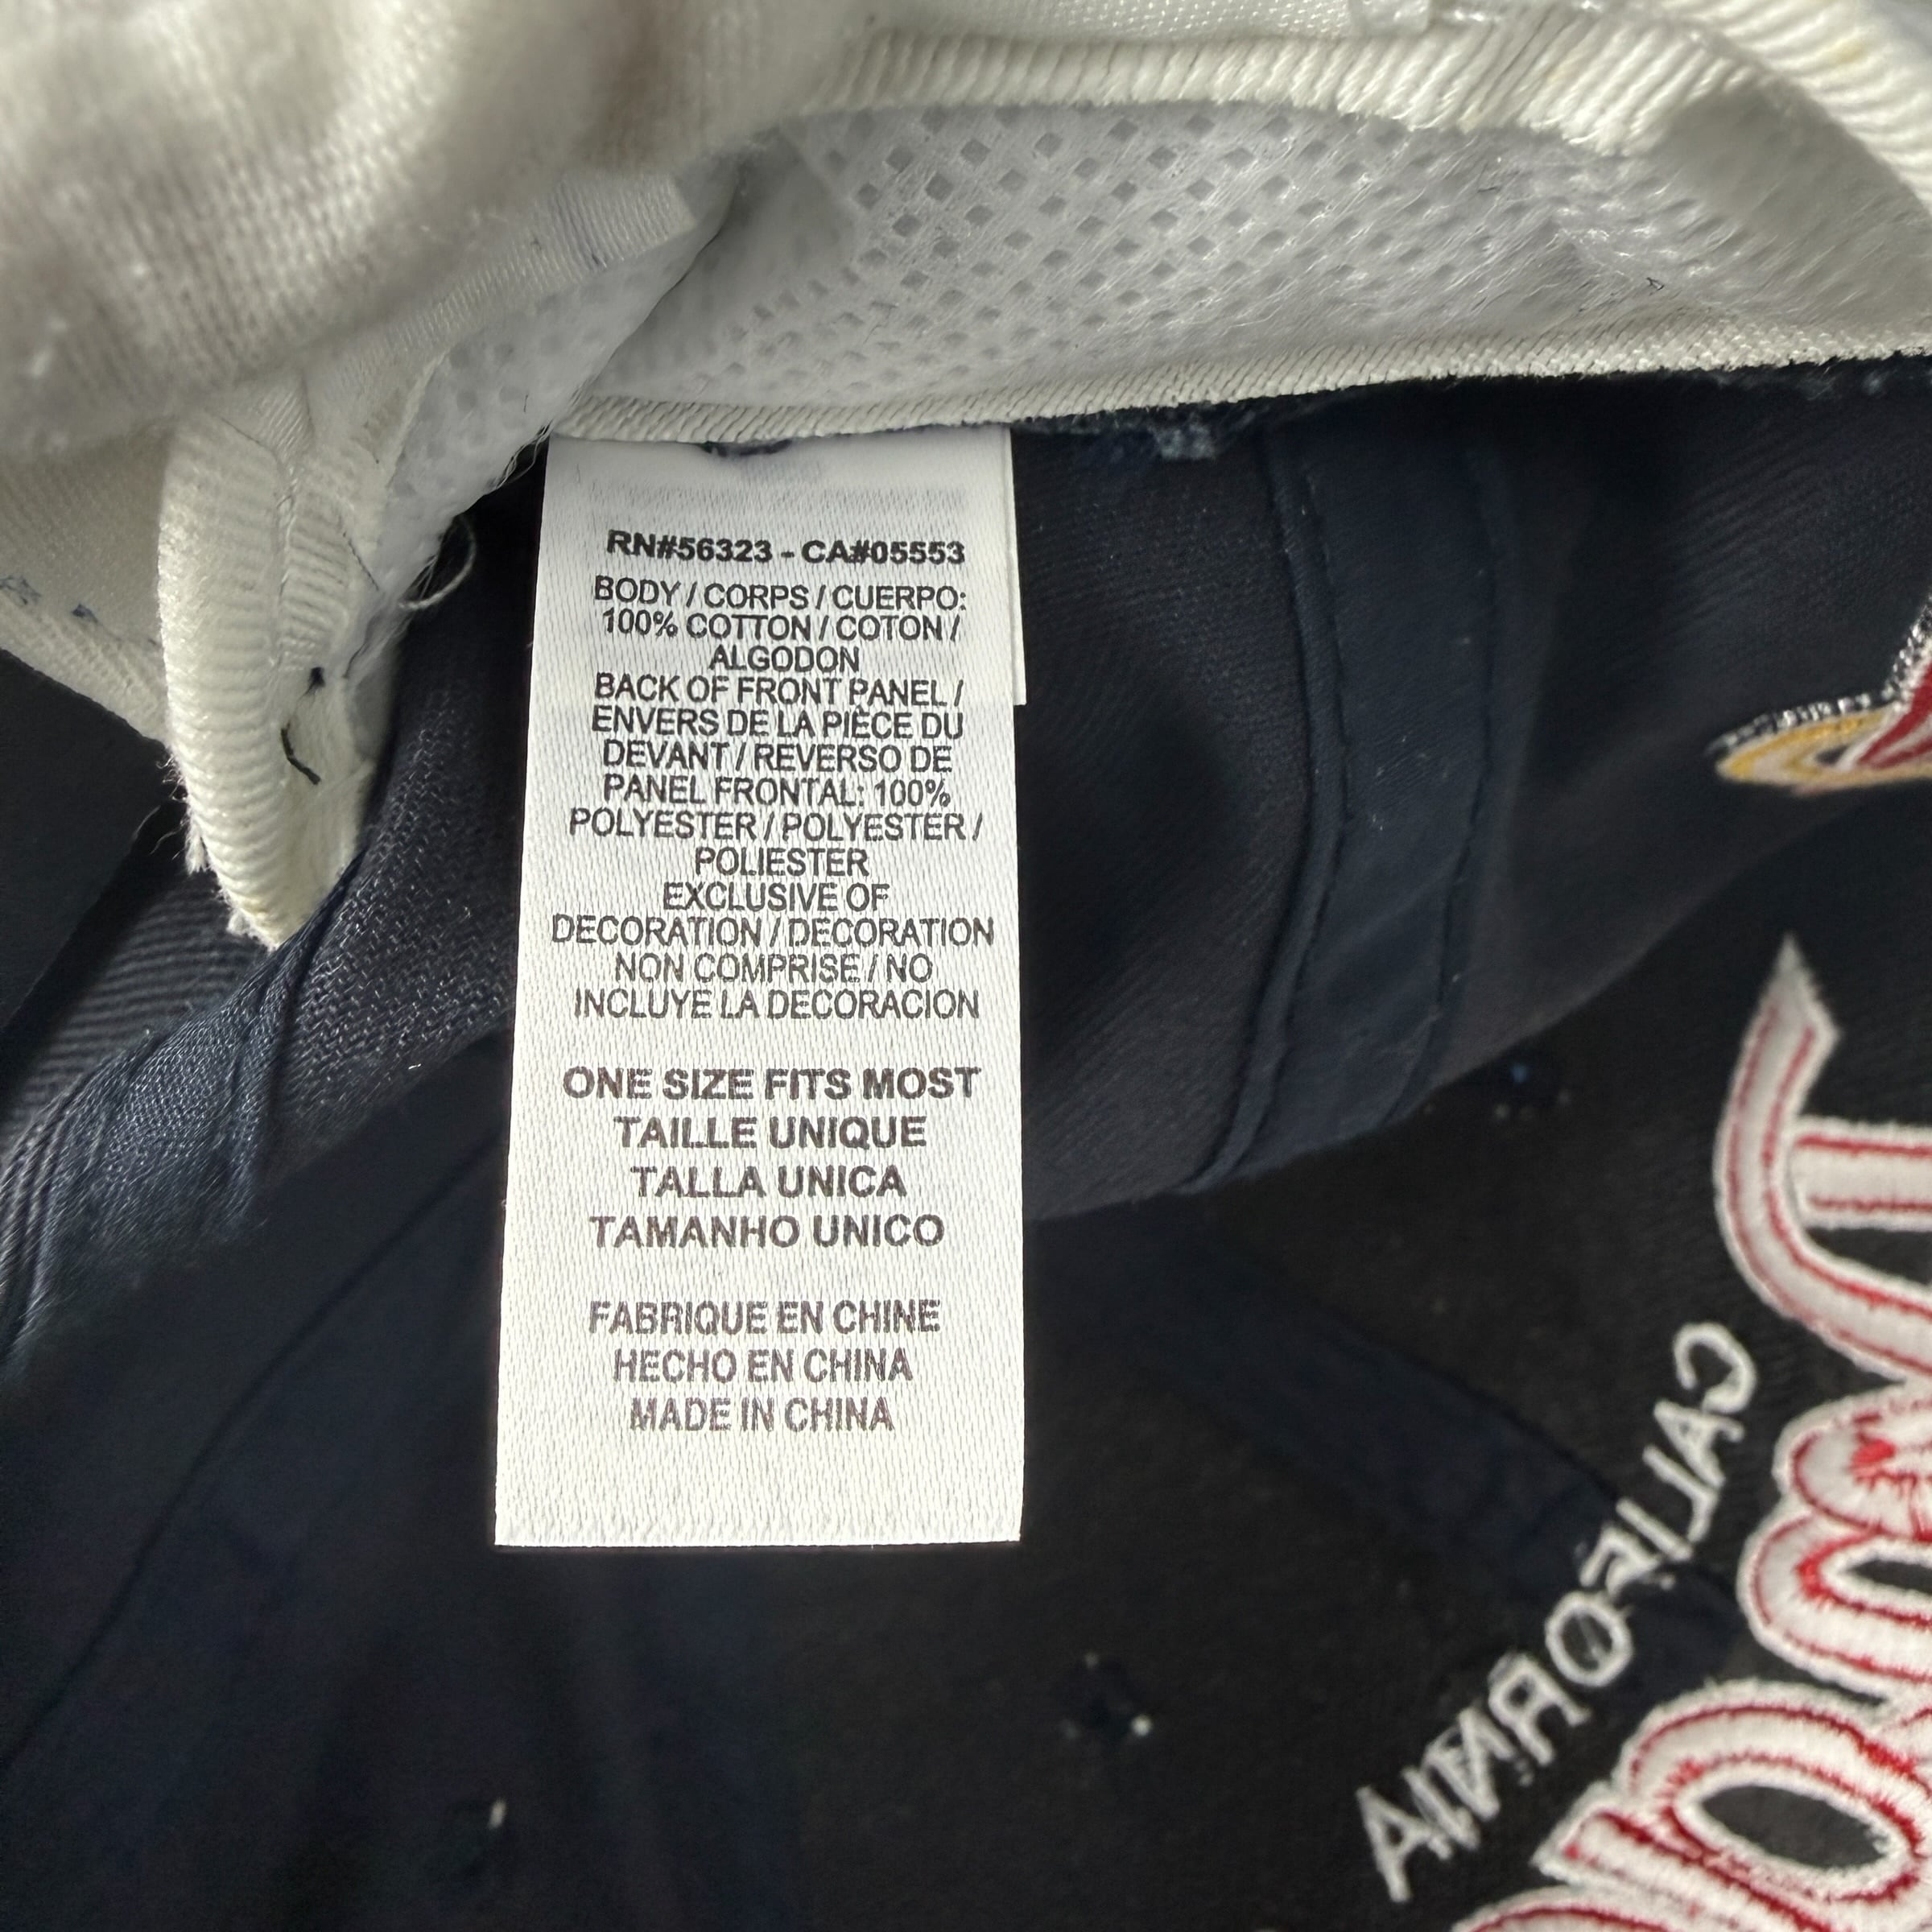 RN#56323 - CA#05553
BODY / CORPS / CUERPO:
100% COTTON / COTON /
ALGODON
BACK OF FRONT PANEL /
ENVERS DE LA PIÈCE DU
DEVANT / REVERSO DE
PANEL FRONTAL: 100%
POLYESTER / POLYESTER /
POLIESTER
EXCLUSIVE OF
DECORATION / DECORATION
NON COMPRISE / NO
INCLUYE LA DECORACION
ONE SIZE FITS MOST
TAILLE UNIQUE
TALLA UNICA
TAMANHO UNICO
FABRIQUE EN CHINE
HECHO EN CHINA
MADE IN CHINA
CALIFORNIA